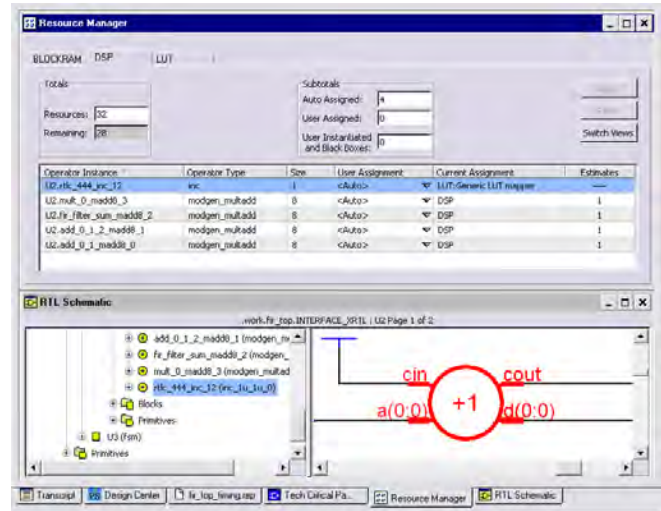 Resource Manager
BLOCKRAM DSP LUT
Totals
Resources: 32
Remaining: 28
Subtotals
Auto Assigned: 4
User Assigned: 0
User Instantiated and Black Boxes: 0
Switch Views
Operator Instance Operator Type Size User Assignment Current Assignment Estimates
U2.rtlc_444_inc_12 inc 1 <Auto> LUT:Generic LUT mapper ----
U2.mult_0_madd8_3 modgen_multadd 8 <Auto> DSP 1
U2.fir_filter_sum_madd8_2 modgen_multadd 8 <Auto> DSP 1
U2.add_0_1_2_madd8_1 modgen_multadd 8 <Auto> DSP 1
U2.add_0_1_madd8_0 modgen_multadd 8 <Auto> DSP 1
RTL Schematic
.work.fir_top.INTERFACE_XRTL : U2 Page 1 of 2
add_0_1_2_madd8_1 (modgen_m
fir_filter_sum_madd8_2 (modgen_
mult_0_madd8_3 (modgen_multad
rtlc_444_inc_12 (inc_1u_1u_0)
Blocks
Primitives
U3 (fsm)
Primitives
cin cout
+1
a(0:0) d(0:0)
Transcript Design Center fir_top_timing.rep Tech Critical Pa... Resource Manager RTL Schematic